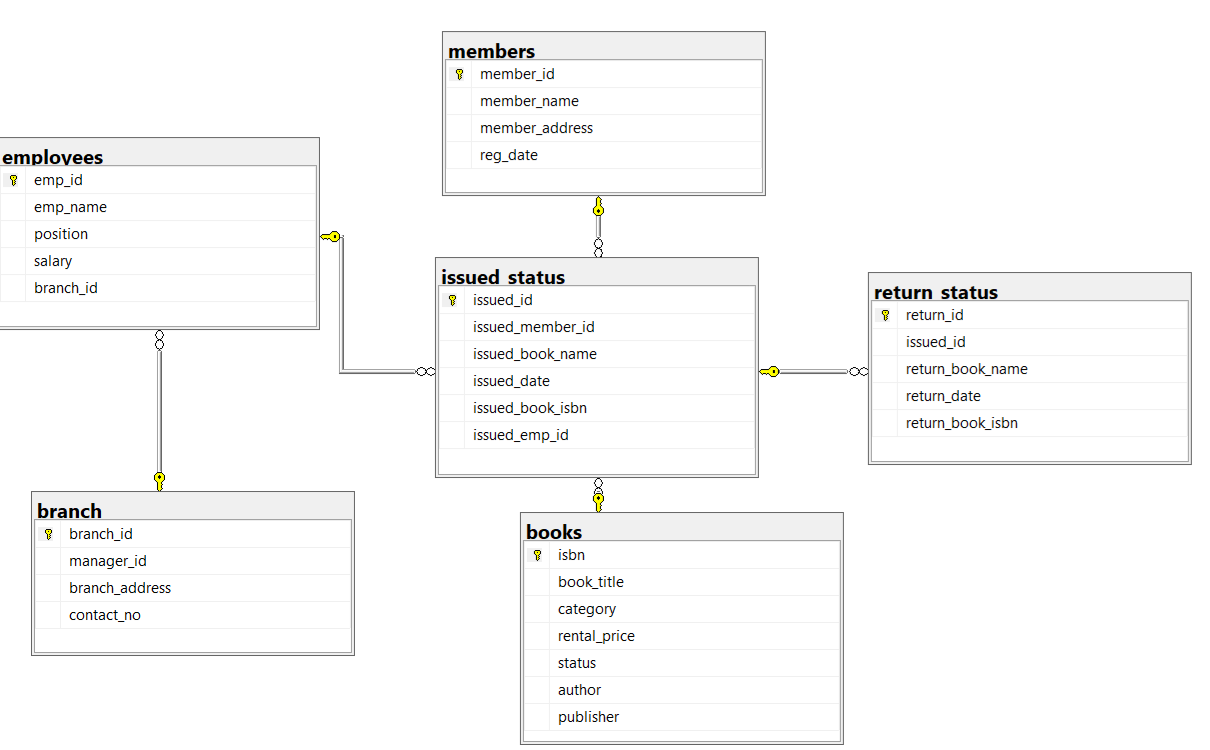 members
member_id
member_name
member_address
reg_date
employees
emp_id
emp_name
position
salary
branch_id
issued_status
issued_id
issued_member_id
issued_book_name
issued_date
issued_book_isbn
issued_emp_id
return_status
return_id
issued_id
return_book_name
return_date
return_book_isbn
branch
branch_id
manager_id
branch_address
contact_no
books
isbn
book_title
category
rental_price
status
author
publisher